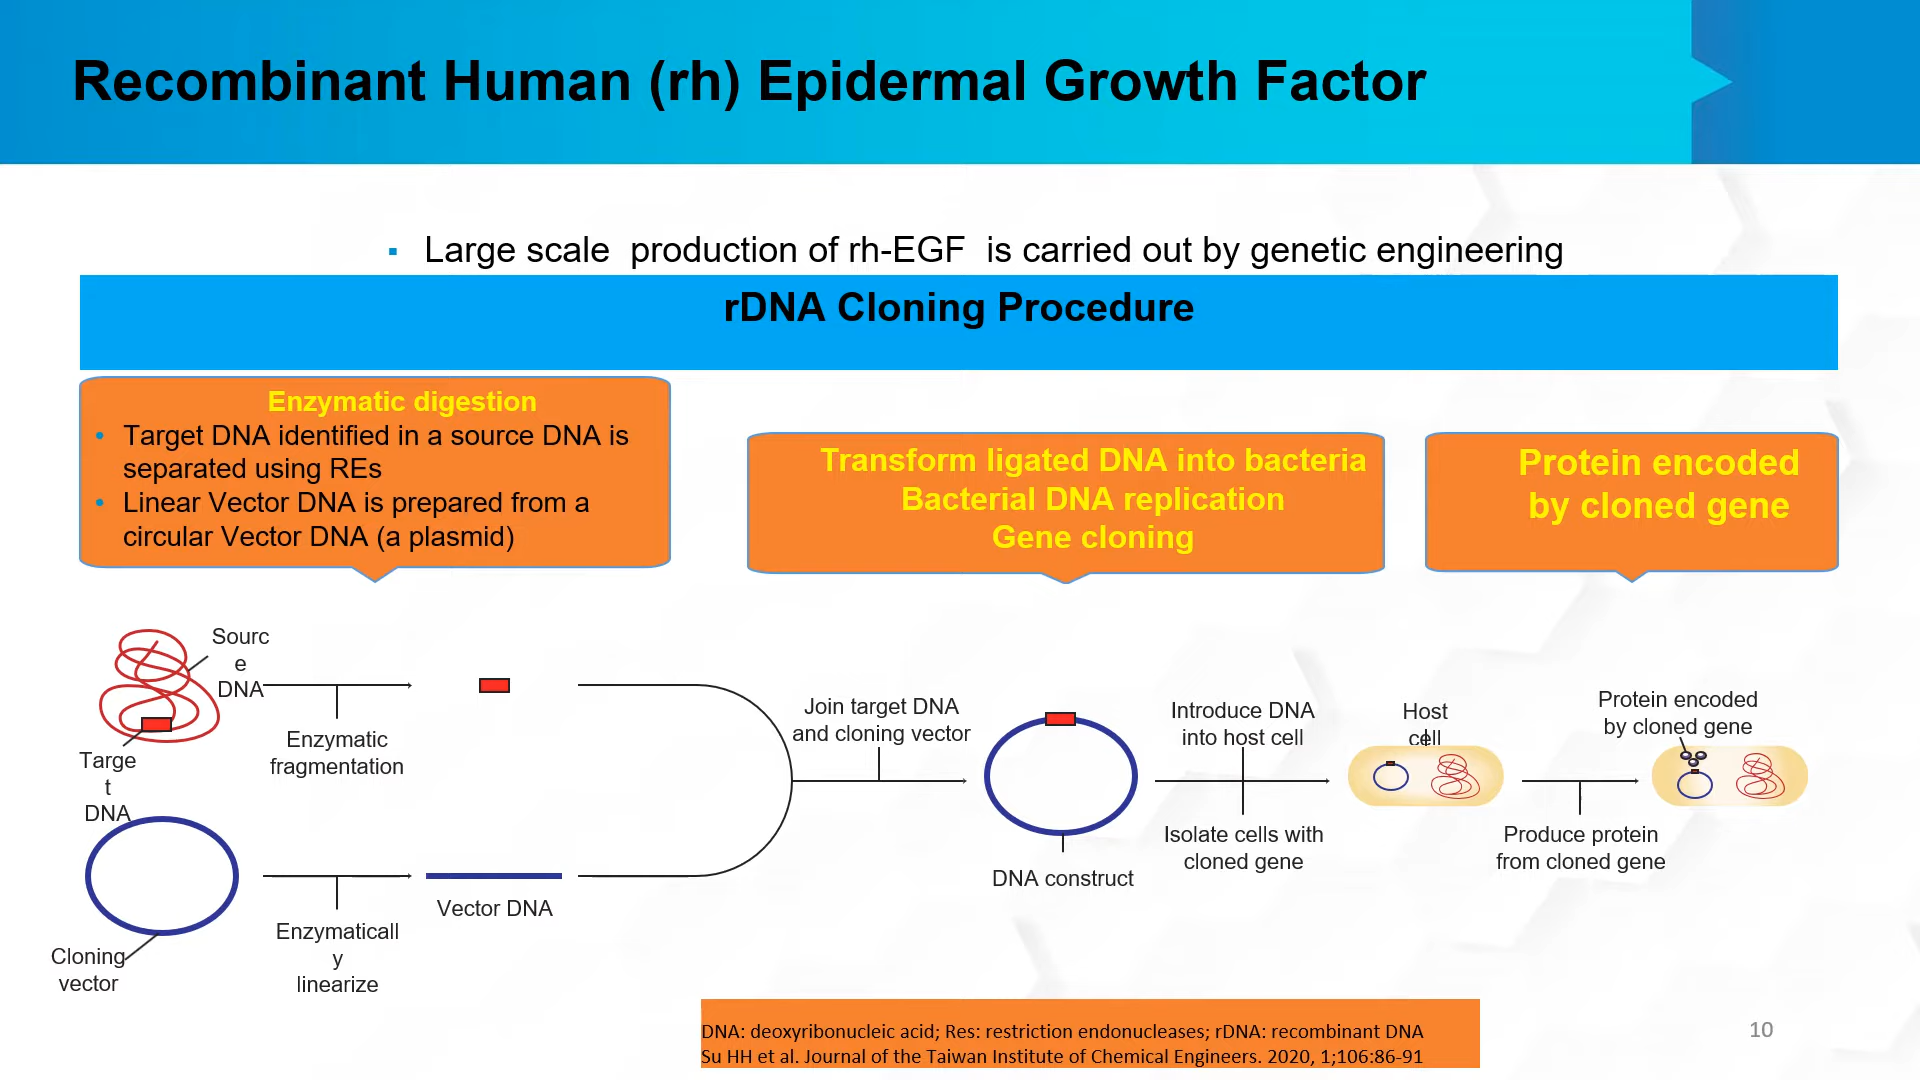 Recombinant Human (rh) Epidermal Growth Factor
▪ Large scale  production of rh-EGF  is carried out by genetic engineering
rDNA Cloning Procedure
Enzymatic digestion
• Target DNA identified in a source DNA is
separated using REs
• Linear Vector DNA is prepared from a
circular Vector DNA (a plasmid)
Transform ligated DNA into bacteria
Bacterial DNA replication
Gene cloning
Protein encoded
by cloned gene
Sourc
e
DNA
Targe
t
DNA
Enzymatic
fragmentation
Cloning
vector
Enzymaticall
y
linearize
Vector DNA
Join target DNA
and cloning vector
DNA construct
Introduce DNA
into host cell
Isolate cells with
cloned gene
Host
cell
Produce protein
from cloned gene
Protein encoded
by cloned gene
DNA: deoxyribonucleic acid; Res: restriction endonucleases; rDNA: recombinant DNA
Su HH et al. Journal of the Taiwan Institute of Chemical Engineers. 2020, 1;106:86-91
10